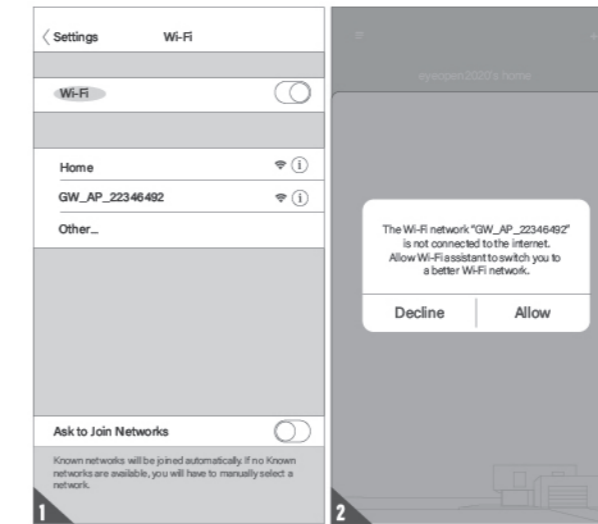 Settings
Wi-Fi
Wi-Fi
Home
GW_AP_22346492
Other...
Ask to Join Networks
Known networks will be joined automatically. If no Known
networks are available, you will have to manually select a
network.
1
eyeopen2020's home
The Wi-Fi network "GW_AP_22346492"
is not connected to the internet.
Allow Wi-Fi assistant to switch you to
a better Wi-Fi network.
Decline
Allow
2